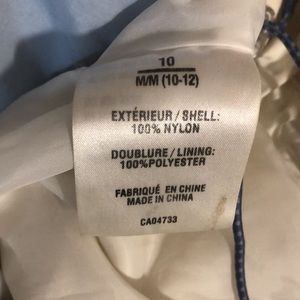 10
M/M (10-12)
EXTÉRIEUR/SHELL:
100% NYLON
DOUBLURE/LINING:
100%POLYESTER
FABRIQUÉ EN CHINE
MADE IN CHINA
CA04733